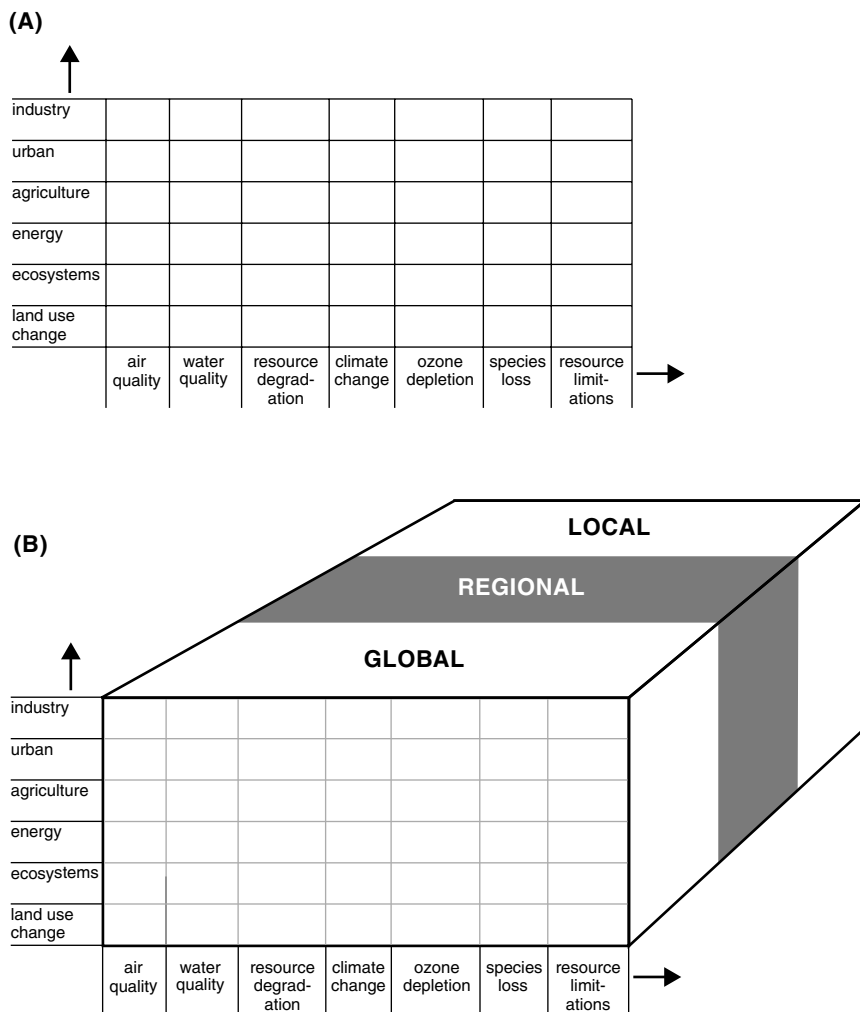 (A)
industry
urban
agriculture
energy
ecosystems
land use
change
air
quality
water
quality
resource
degrad-
ation
climate
change
ozone
depletion
species
loss
resource
limit-
ations
(B)
LOCAL
REGIONAL
GLOBAL
industry
urban
agriculture
energy
ecosystems
land use
change
air
quality
water
quality
resource
degrad-
ation
climate
change
ozone
depletion
species
loss
resource
limit-
ations